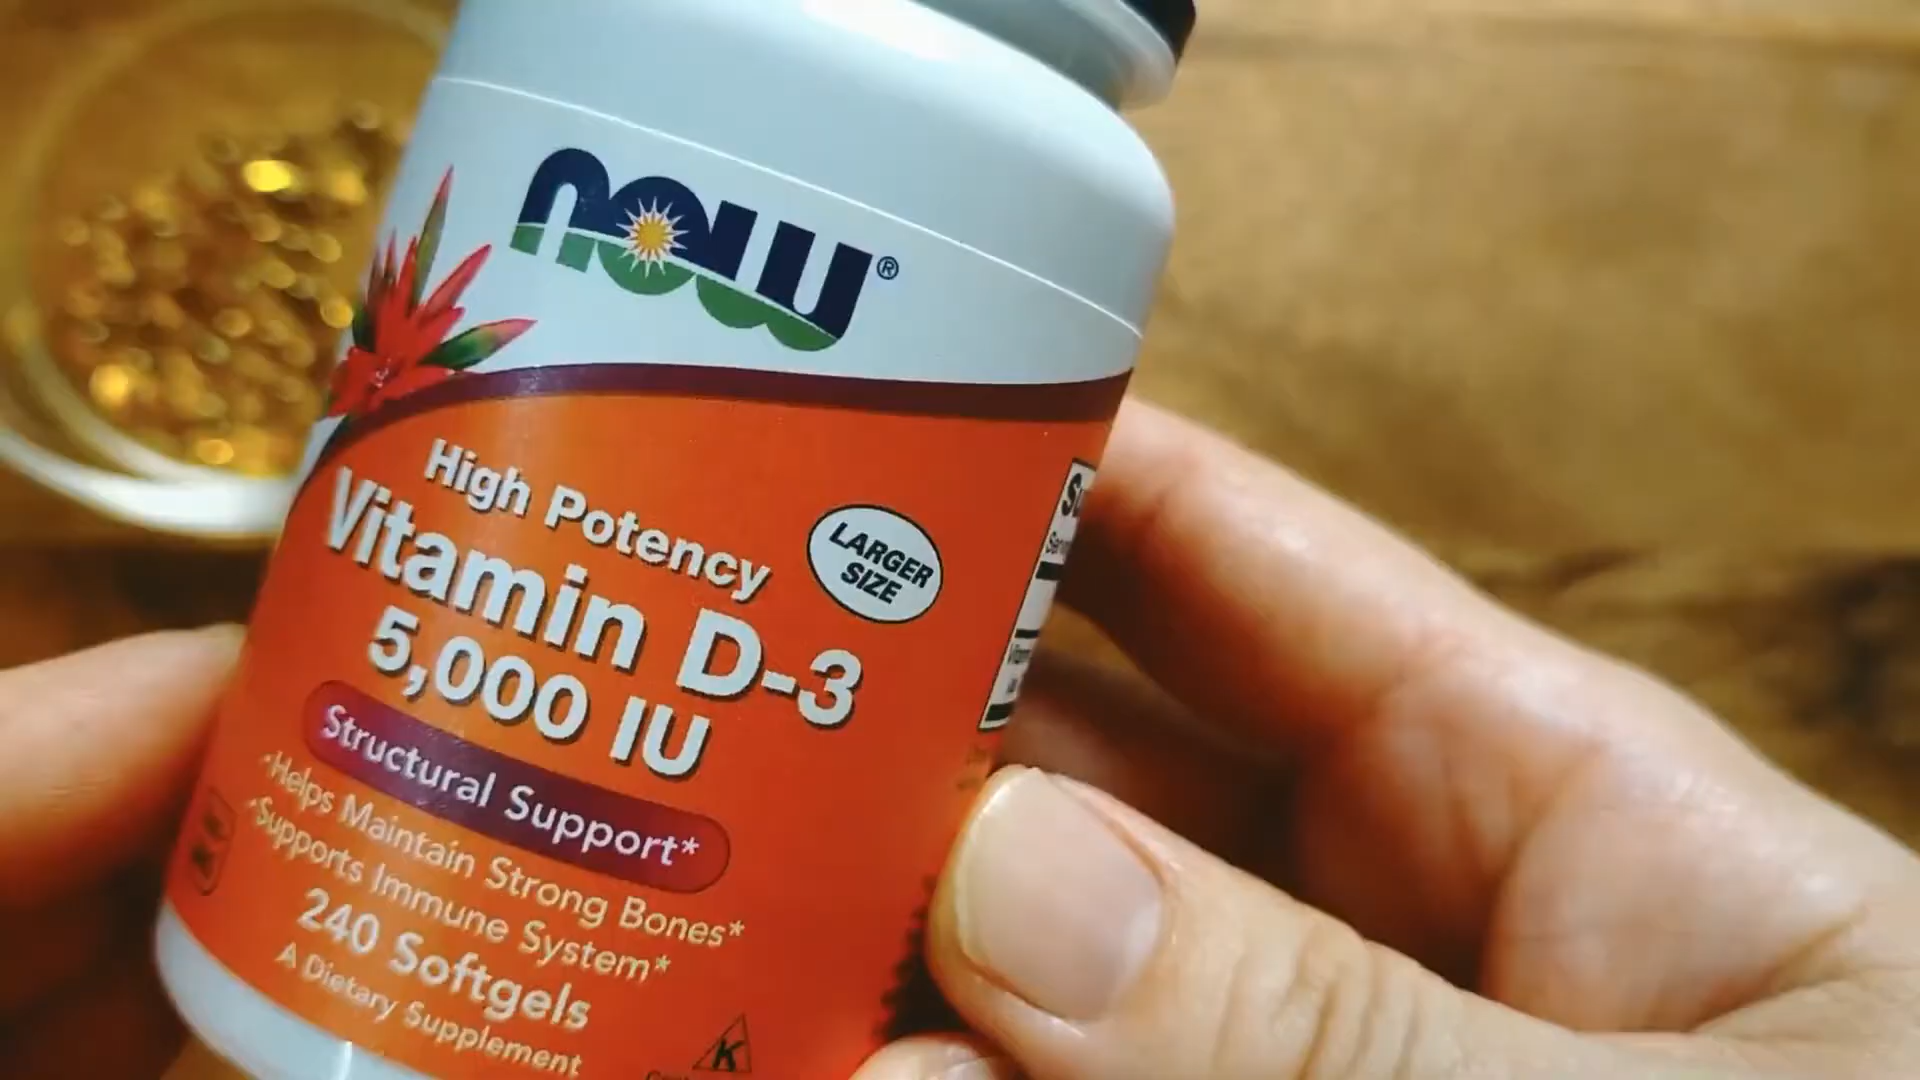 now®
High Potency
Vitamin D-3
5,000 IU
LARGER
SIZE
Structural Support*
*Helps Maintain Strong Bones*
*Supports Immune System*
240 Softgels
A Dietary Supplement
K